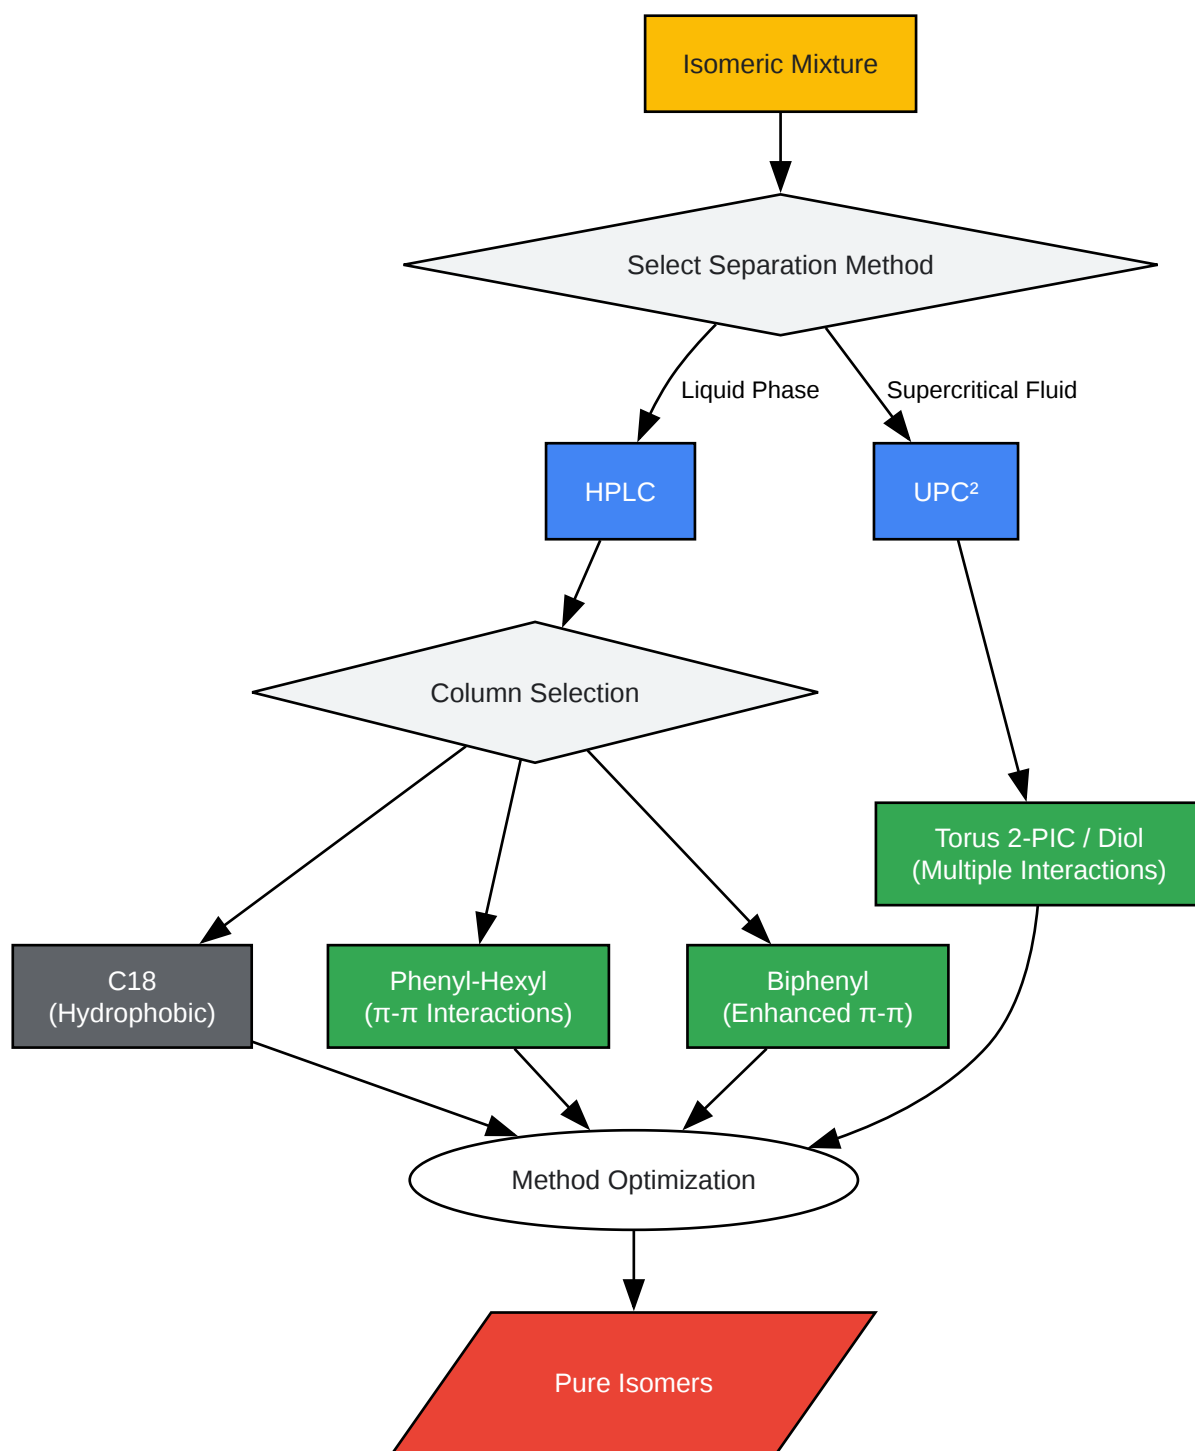 Isomeric Mixture
Select Separation Method
Liquid Phase
Supercritical Fluid
HPLC
UPC²
Column Selection
Torus 2-PIC / Diol
(Multiple Interactions)
C18
(Hydrophobic)
Phenyl-Hexyl
(π-π Interactions)
Biphenyl
(Enhanced π-π)
Method Optimization
Pure Isomers